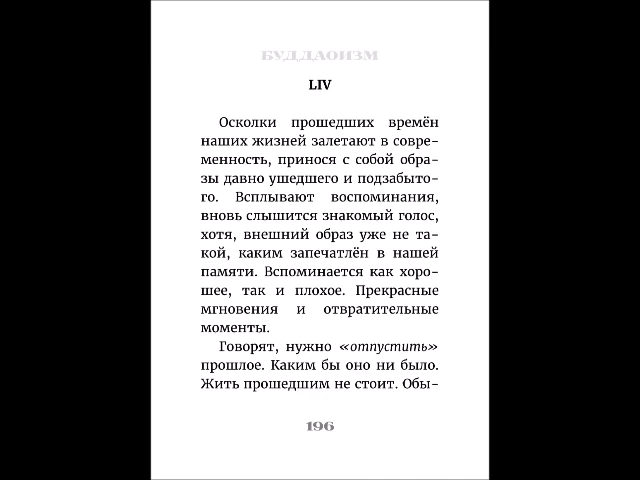 БУДДАОИЗМ
LIV
Осколки прошедших времён
наших жизней залетают в совре-
менность, принося с собой обра-
зы давно ушедшего и подзабыто-
го. Всплывают воспоминания,
вновь слышится знакомый голос,
хотя, внешний образ уже не та-
кой, каким запечатлён в нашей
памяти. Вспоминается как хоро-
шее, так и плохое. Прекрасные
мгновения и отвратительные
моменты.
Говорят, нужно «отпустить»
прошлое. Каким бы оно ни было.
Жить прошедшим не стоит. Обы-
196